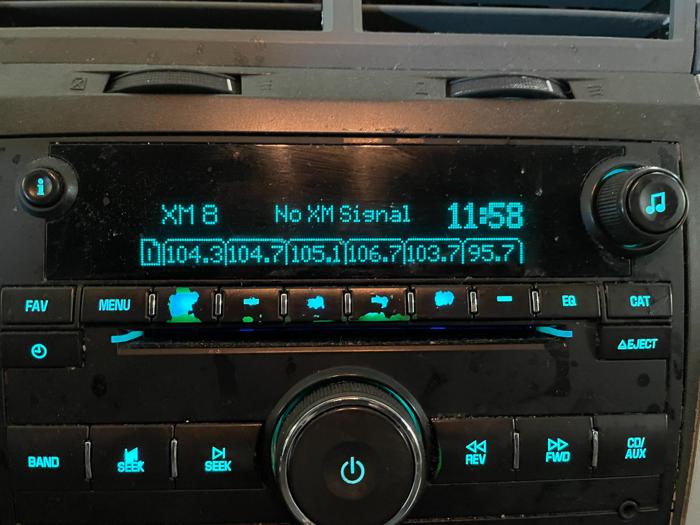 i
XM 8 No XM Signal 11:58
1 104.3 104.7 105.1 106.7 103.7 95.7
FAV MENU EQ CAT
EJECT
BAND SEEK SEEK REV FWD CD/AUX